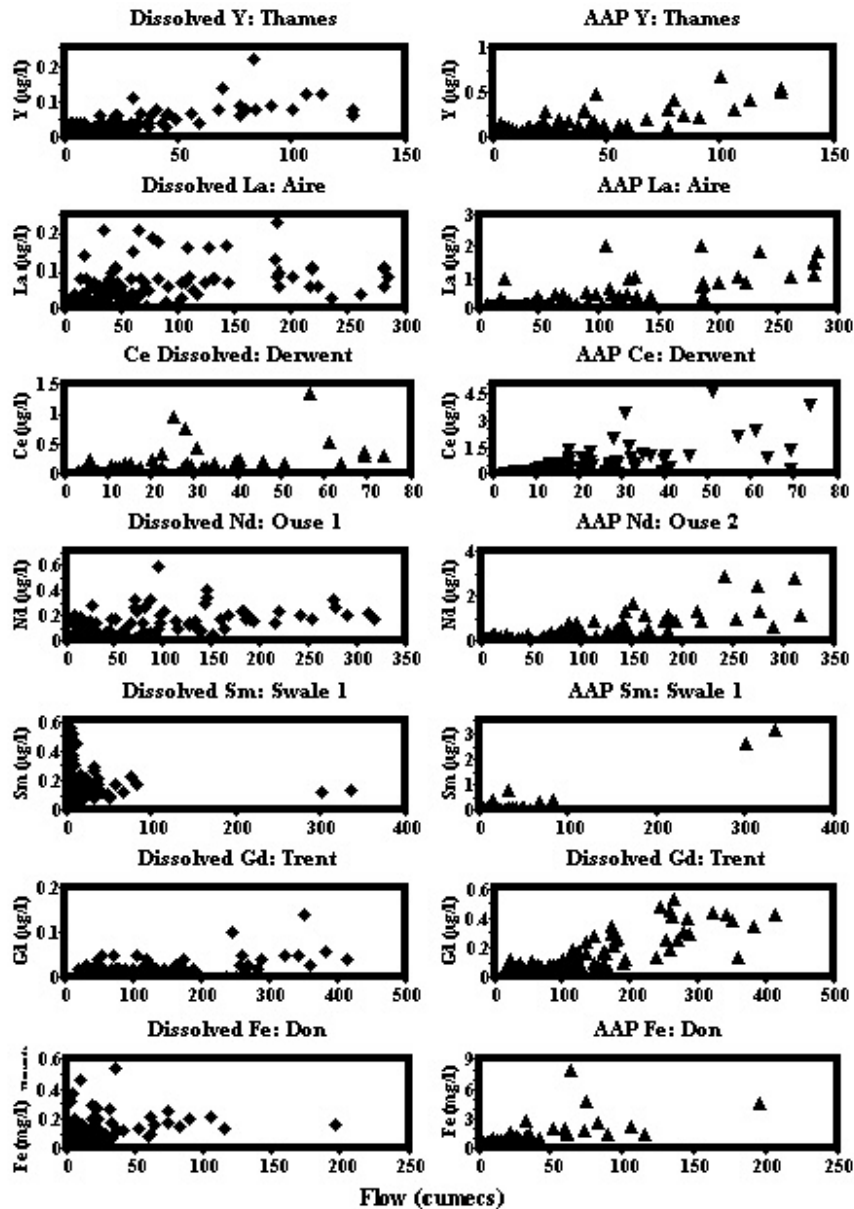 Dissolved Y: Thames
AAP Y: Thames
Y (µg/l)
0.2
0.1
0
0 50 100 150
Y (µg/l)
1
0.5
0
0 50 100 150
Dissolved La: Aire
AAP La: Aire
La (µg/l)
0.2
0.1
0
0 50 100 150 200 250 300
La (µg/l)
3
2
1
0
0 50 100 150 200 250 300
Ce Dissolved: Derwent
AAP Ce: Derwent
Ce (µg/l)
1.5
1
0.5
0
0 10 20 30 40 50 60 70 80
Ce (µg/l)
4.5
3
1.5
0
0 10 20 30 40 50 60 70 80
Dissolved Nd: Ouse 1
AAP Nd: Ouse 2
Nd (µg/l)
0.6
0.4
0.2
0
0 50 100 150 200 250 300 350
Nd (µg/l)
4
2
0
0 50 100 150 200 250 300 350
Dissolved Sm: Swale 1
AAP Sm: Swale 1
Sm (µg/l)
0.6
0.4
0.2
0
0 100 200 300 400
Sm (µg/l)
3
2
1
0
0 100 200 300 400
Dissolved Gd: Trent
Dissolved Gd: Trent
Gd (µg/l)
0.2
0.1
0
0 100 200 300 400 500
Gd (µg/l)
0.6
0.4
0.2
0
0 100 200 300 400 500
Dissolved Fe: Don
AAP Fe: Don
Fe (mg/l)
0.6
0.4
0.2
0
0 50 100 150 200 250
Fe (mg/l)
9
6
3
0
0 50 100 150 200 250
Flow (cumecs)